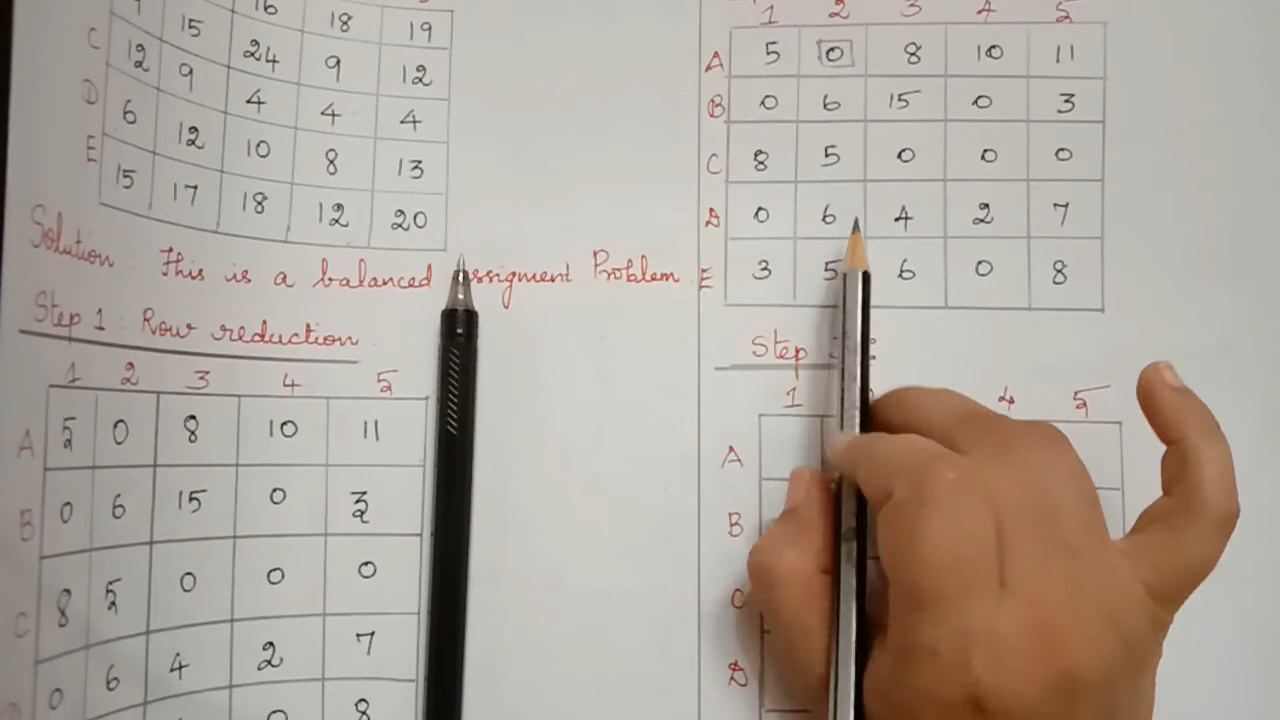 16 18 19
C 15 24 9 12
12 9 4 4 4
D 6 12 10 8 13
E 15 17 18 12 20
Solution : This is a balanced ssigment Problem
Step 1 : Row reduction
1 2 3 4 5
A 5 0 8 10 11
B 0 6 15 0 3
C 8 5 0 0 0
0 6 4 2 7
0 8
1 2 3 4 5
A 5 0 8 10 11
B 0 6 15 0 3
C 8 5 0 0 0
D 0 6 4 2 7
E 3 5 6 0 8
Step :
1 4 5
A
B
C
D